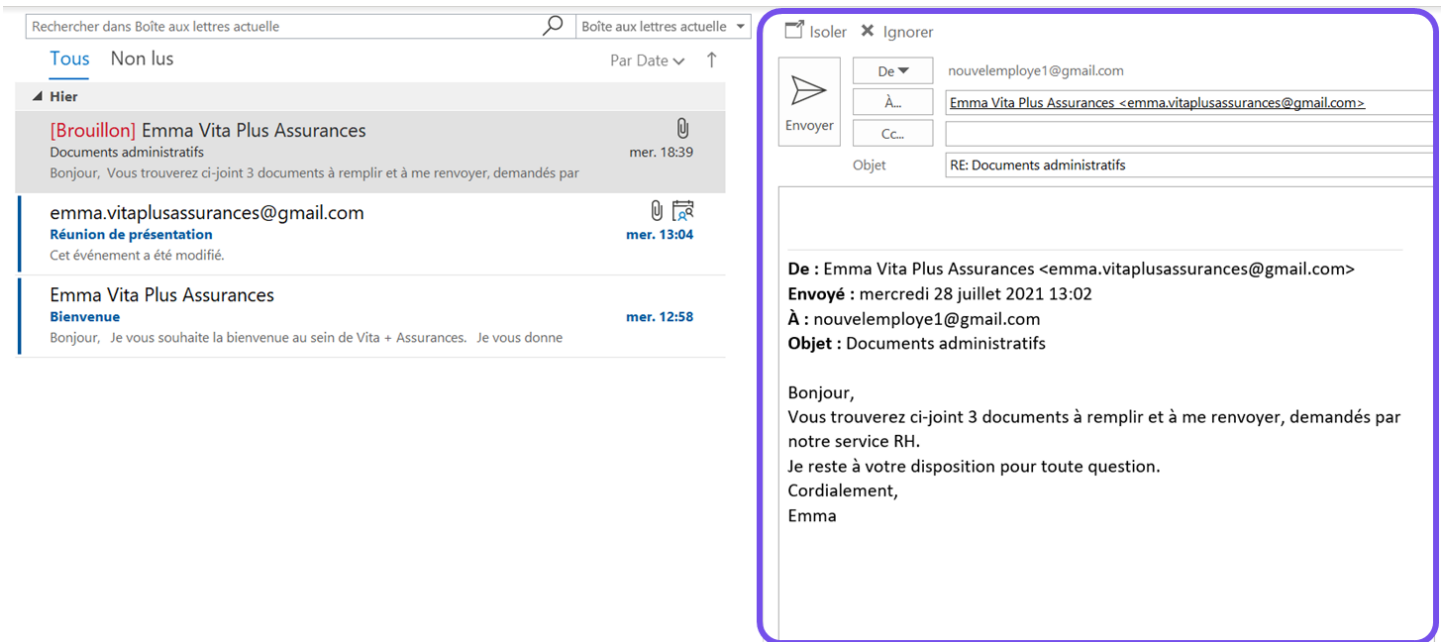 Rechercher dans Boîte aux lettres actuelle
Boîte aux lettres actuelle
Tous Non lus
Par Date
Hier
[Brouillon] Emma Vita Plus Assurances
Documents administratifs
mer. 18:39
Bonjour, Vous trouverez ci-joint 3 documents à remplir et à me renvoyer, demandés par
emma.vitaplusassurances@gmail.com
Réunion de présentation
mer. 13:04
Cet événement a été modifié.
Emma Vita Plus Assurances
Bienvenue
mer. 12:58
Bonjour, Je vous souhaite la bienvenue au sein de Vita + Assurances. Je vous donne
Isoler Ignorer
Envoyer
De
nouvelemploye1@gmail.com
À...
Emma Vita Plus Assurances <emma.vitaplusassurances@gmail.com>
Cc...
Objet
RE: Documents administratifs
De : Emma Vita Plus Assurances <emma.vitaplusassurances@gmail.com>
Envoyé : mercredi 28 juillet 2021 13:02
À : nouvelemploye1@gmail.com
Objet : Documents administratifs
Bonjour,
Vous trouverez ci-joint 3 documents à remplir et à me renvoyer, demandés par
notre service RH.
Je reste à votre disposition pour toute question.
Cordialement,
Emma